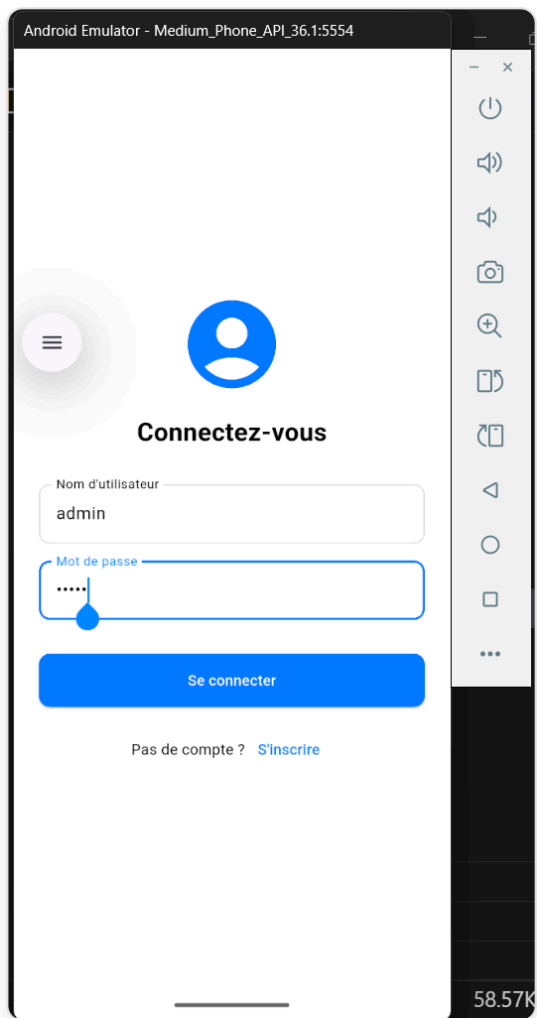 Android Emulator - Medium_Phone_API_36.1:5554
Connectez-vous
Nom d'utilisateur
admin
Mot de passe
•••••
Se connecter
Pas de compte ? S'inscrire
58.57K